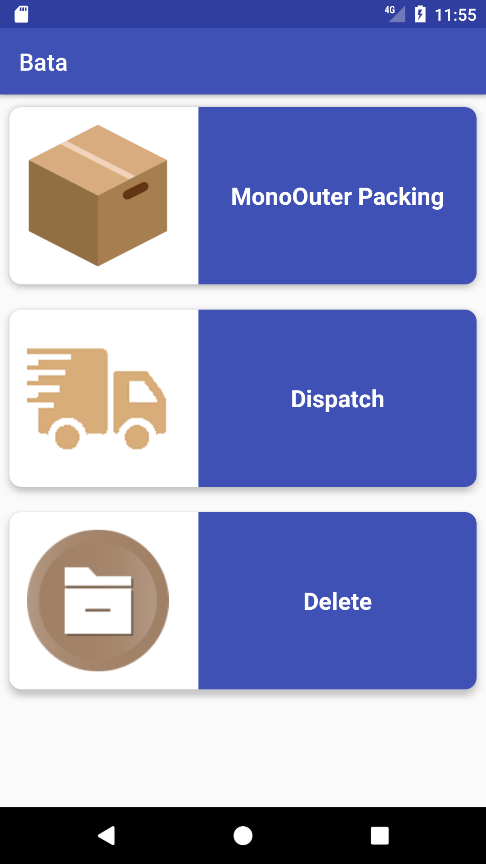 4G 11:55
Bata
MonoOuter Packing
Dispatch
Delete